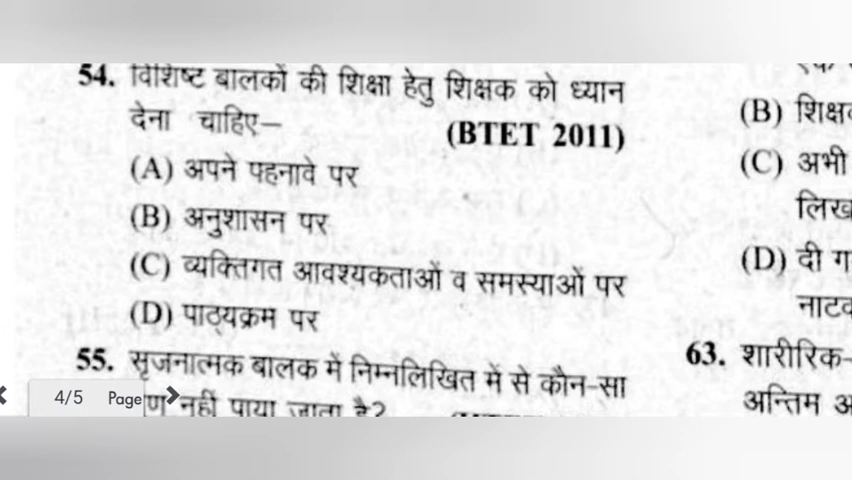 54. विशिष्ट बालकों की शिक्षा हेतु शिक्षक को ध्यान
देना चाहिए– (BTET 2011)
(A) अपने पहनावे पर
(B) अनुशासन पर
(C) व्यक्तिगत आवश्यकताओं व समस्याओं पर
(D) पाठ्यक्रम पर
55. सृजनात्मक बालक में निम्नलिखित में से कौन-सा
नहीं पाया जाता है?
4/5 Page
(B)
(C) अभी
(D) दी
63. शारीरिक-
अन्तिम